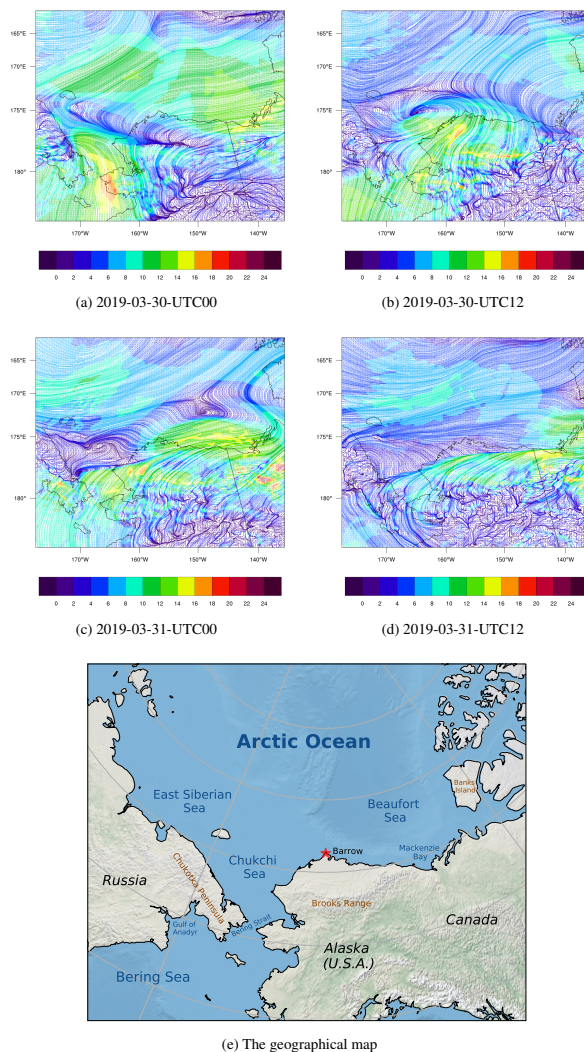 165°E
170°E
175°E
180°
170°W 160°W 150°W 140°W
0 2 4 6 8 10 12 14 16 18 20 22 24
(a) 2019-03-30-UTC00
165°E
170°E
175°E
180°
170°W 160°W 150°W 140°W
0 2 4 6 8 10 12 14 16 18 20 22 24
(b) 2019-03-30-UTC12
165°E
170°E
175°E
180°
170°W 160°W 150°W 140°W
0 2 4 6 8 10 12 14 16 18 20 22 24
(c) 2019-03-31-UTC00
165°E
170°E
175°E
180°
170°W 160°W 150°W 140°W
0 2 4 6 8 10 12 14 16 18 20 22 24
(d) 2019-03-31-UTC12
Arctic Ocean
Banks
Island
East Siberian
Sea
Beaufort
Sea
Barrow
Mackenzie
Bay
Chukchi
Sea
Chukotka Peninsula
Russia
Brooks Range
Canada
Gulf of
Anadyr
Bering Strait
Alaska
(U.S.A.)
Bering Sea
(e) The geographical map